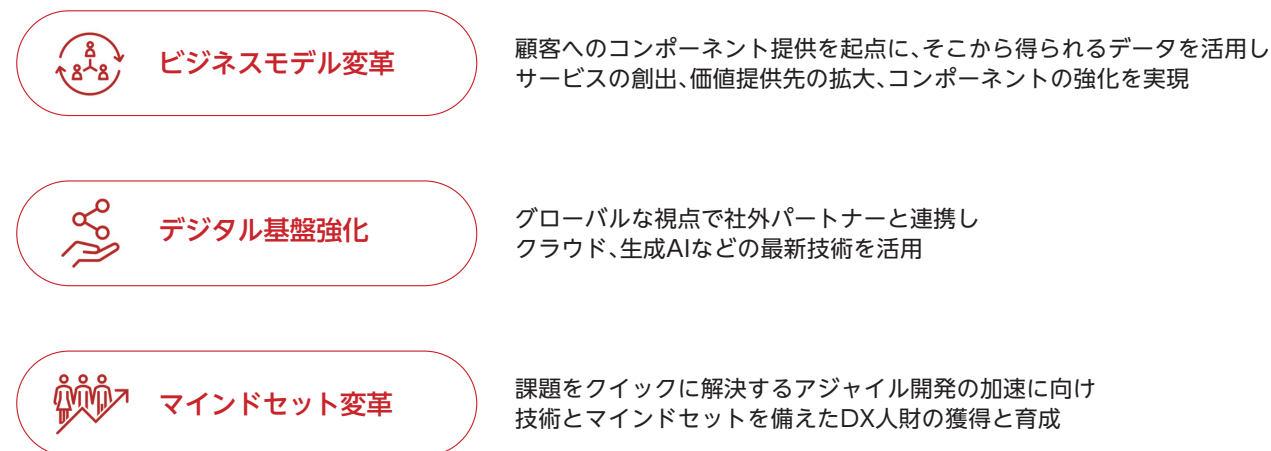 ビジネスモデル変革
顧客へのコンポーネント提供を起点に、そこから得られるデータを活用し
サービスの創出、価値提供先の拡大、コンポーネントの強化を実現
デジタル基盤強化
グローバルな視点で社外パートナーと連携し
クラウド、生成AIなどの最新技術を活用
マインドセット変革
課題をクイックに解決するアジャイル開発の加速に向け
技術とマインドセットを備えたDX人財の獲得と育成